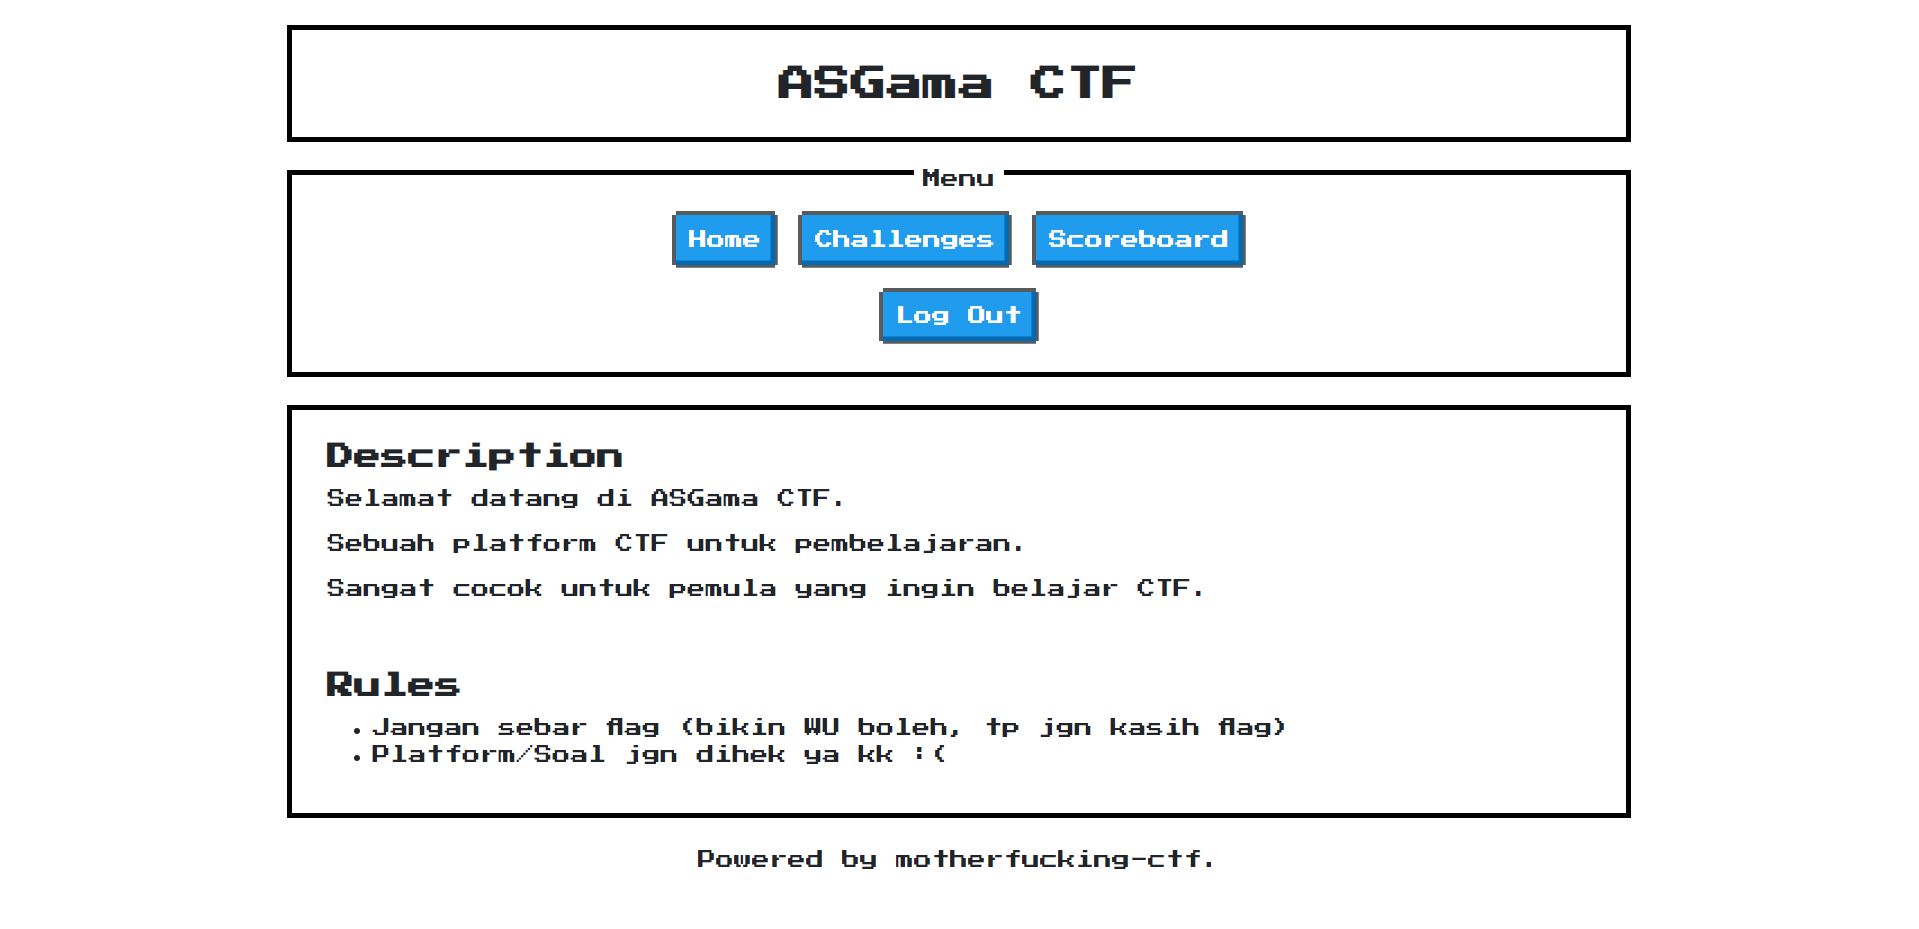 ASGama CTF
Menu
Home Challenges Scoreboard
Log Out
Description
Selamat datang di ASGama CTF.
Sebuah platform CTF untuk pembelajaran.
Sangat cocok untuk pemula yang ingin belajar CTF.
Rules
• Jangan sebar flag (bikin WU boleh, tp jgn kasih flag)
• Platform/Soal jgn dihek ya kk :(
Powered by motherfucking-ctf.